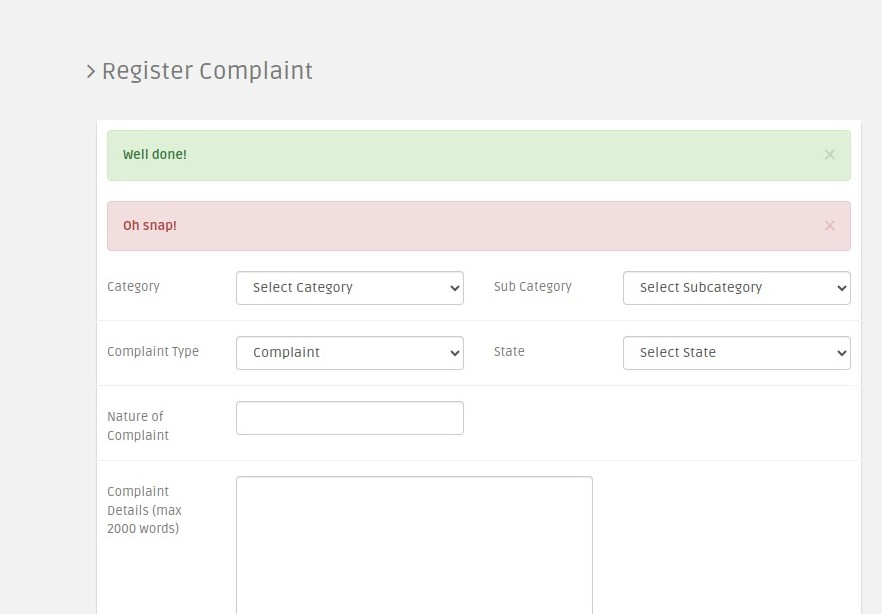 Register Complaint
Well done! ×
Oh snap! ×
Category Select Category Sub Category Select Subcategory
Complaint Type Complaint State Select State
Nature of
Complaint
Complaint
Details (max
2000 words)